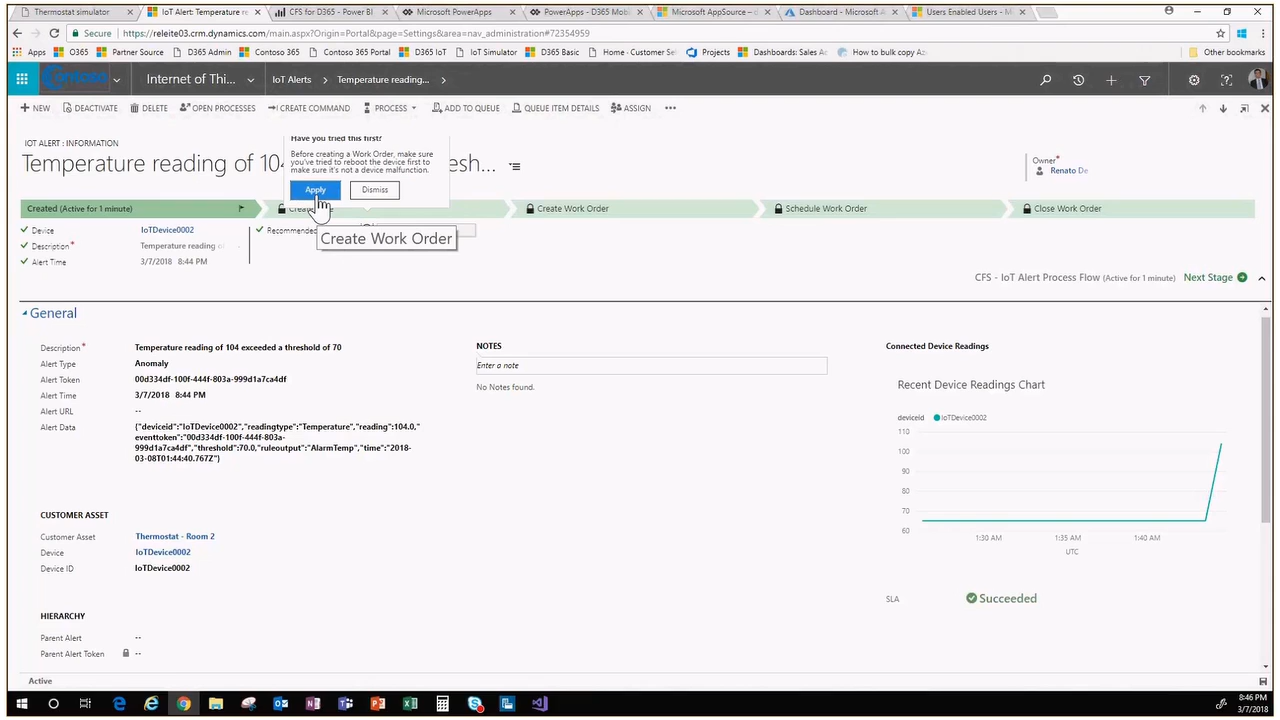 Thermostat simulator
IoT Alert: Temperature re
CFS for D365 - Power BI
Microsoft PowerApps
PowerApps - D365 Mobi
Microsoft AppSource –
Dashboard - Microsoft A
Users Enabled Users - M
Secure https://releite03.crm.dynamics.com/main.aspx?Origin=Portal&page=Settings&area=nav_administration#72354959
Apps O365 Partner Source D365 Admin Contoso 365 Contoso 365 Portal D365 IoT IoT Simulator D365 Basic Home - Customer Sel Projects Dashboards: Sales Ac How to bulk copy Az Other bookmarks
Contoso Internet of Thi... IoT Alerts Temperature reading...
NEW DEACTIVATE DELETE OPEN PROCESSES CREATE COMMAND PROCESS ADD TO QUEUE QUEUE ITEM DETAILS ASSIGN
IOT ALERT : INFORMATION
Temperature reading of 104 esh...
Have you tried this first?
Before creating a Work Order, make sure
you've tried to reboot the device first to
make sure it's not a device malfunction.
Apply Dismiss
Owner*
Renato De
Created (Active for 1 minute)
Create Work Order
Schedule Work Order
Close Work Order
Device IoTDevice0002
Description* Temperature reading of
Alert Time 3/7/2018 8:44 PM
Recommended
Create Work Order
CFS - IoT Alert Process Flow (Active for 1 minute) Next Stage
General
Description* Temperature reading of 104 exceeded a threshold of 70
Alert Type Anomaly
Alert Token 00d334df-100f-444f-803a-999d1a7ca4df
Alert Time 3/7/2018 8:44 PM
Alert URL --
Alert Data {"deviceid":"IoTDevice0002","readingtype":"Temperature","reading":104.0,"
eventtoken":"00d334df-100f-444f-803a-
999d1a7ca4df","threshold":70.0,"ruleoutput":"AlarmTemp","time":"2018-
03-08T01:44:40.767Z"}
CUSTOMER ASSET
Customer Asset Thermostat - Room 2
Device IoTDevice0002
Device ID IoTDevice0002
HIERARCHY
Parent Alert --
Parent Alert Token --
NOTES
Enter a note
No Notes found.
Connected Device Readings
Recent Device Readings Chart
deviceid IoTDevice0002
110
100
90
80
70
60
1:30 AM 1:35 AM 1:40 AM
UTC
SLA Succeeded
Active
8:46 PM
3/7/2018